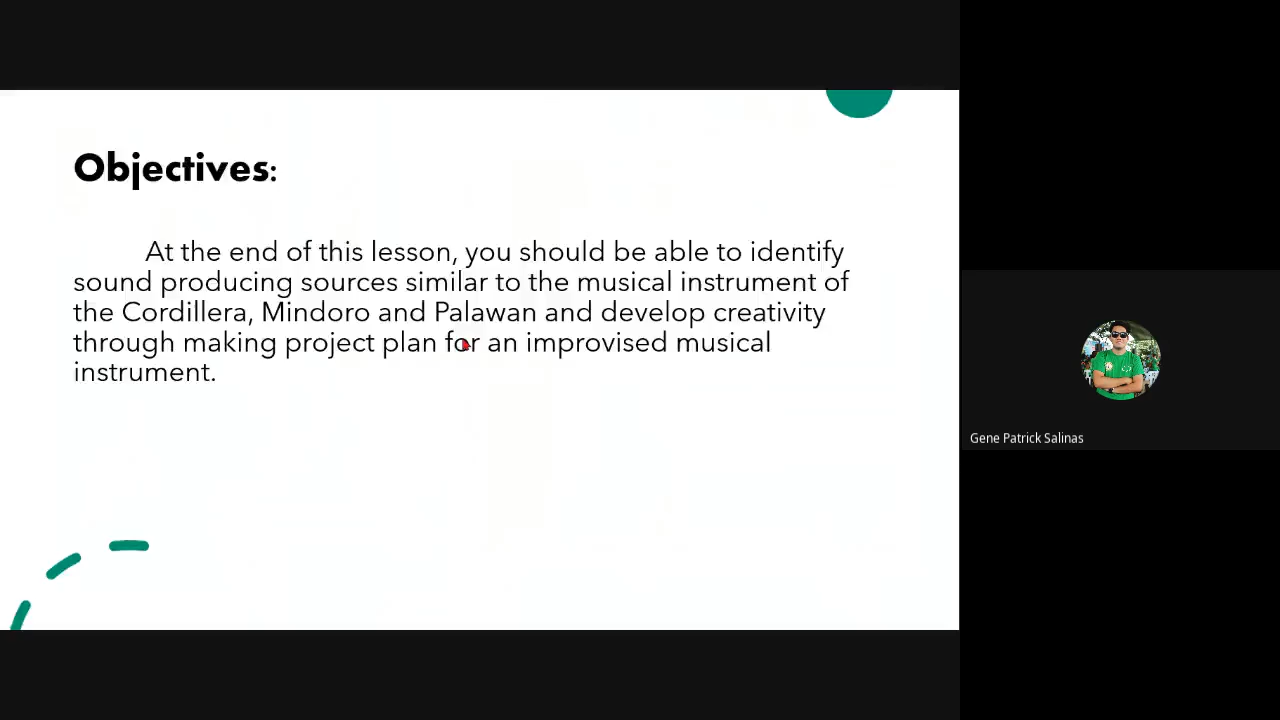 Objectives:
At the end of this lesson, you should be able to identify
sound producing sources similar to the musical instrument of
the Cordillera, Mindoro and Palawan and develop creativity
through making project plan for an improvised musical
instrument.
Gene Patrick Salinas